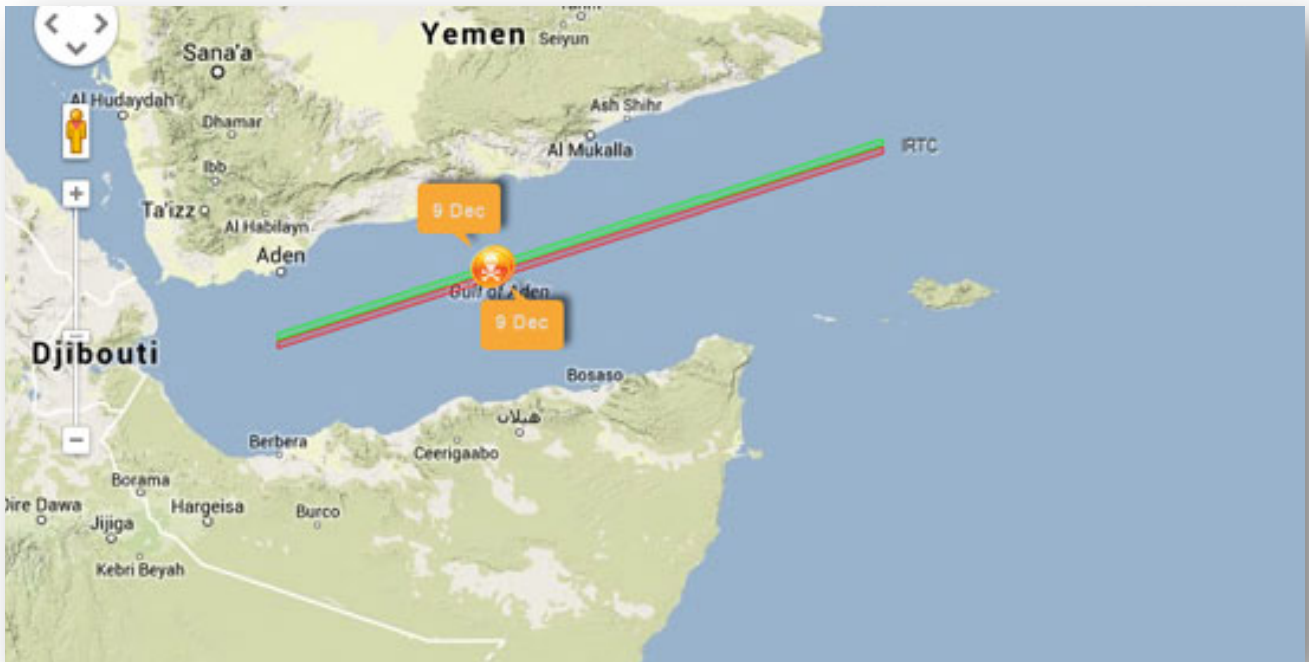 Yemen
Seiyun
Sana'a
Al Hudaydah
Ash Shihr
Dhamar
Al Mukalla
IRTC
Ibb
Ta'izz
9 Dec
Al Habilayn
Aden
Gulf of Aden
9 Dec
Djibouti
Bosaso
هيلان
Berbera
Ceerigaabo
Borama
Dire Dawa
Hargeisa
Burco
Jijiga
Kebri Beyah